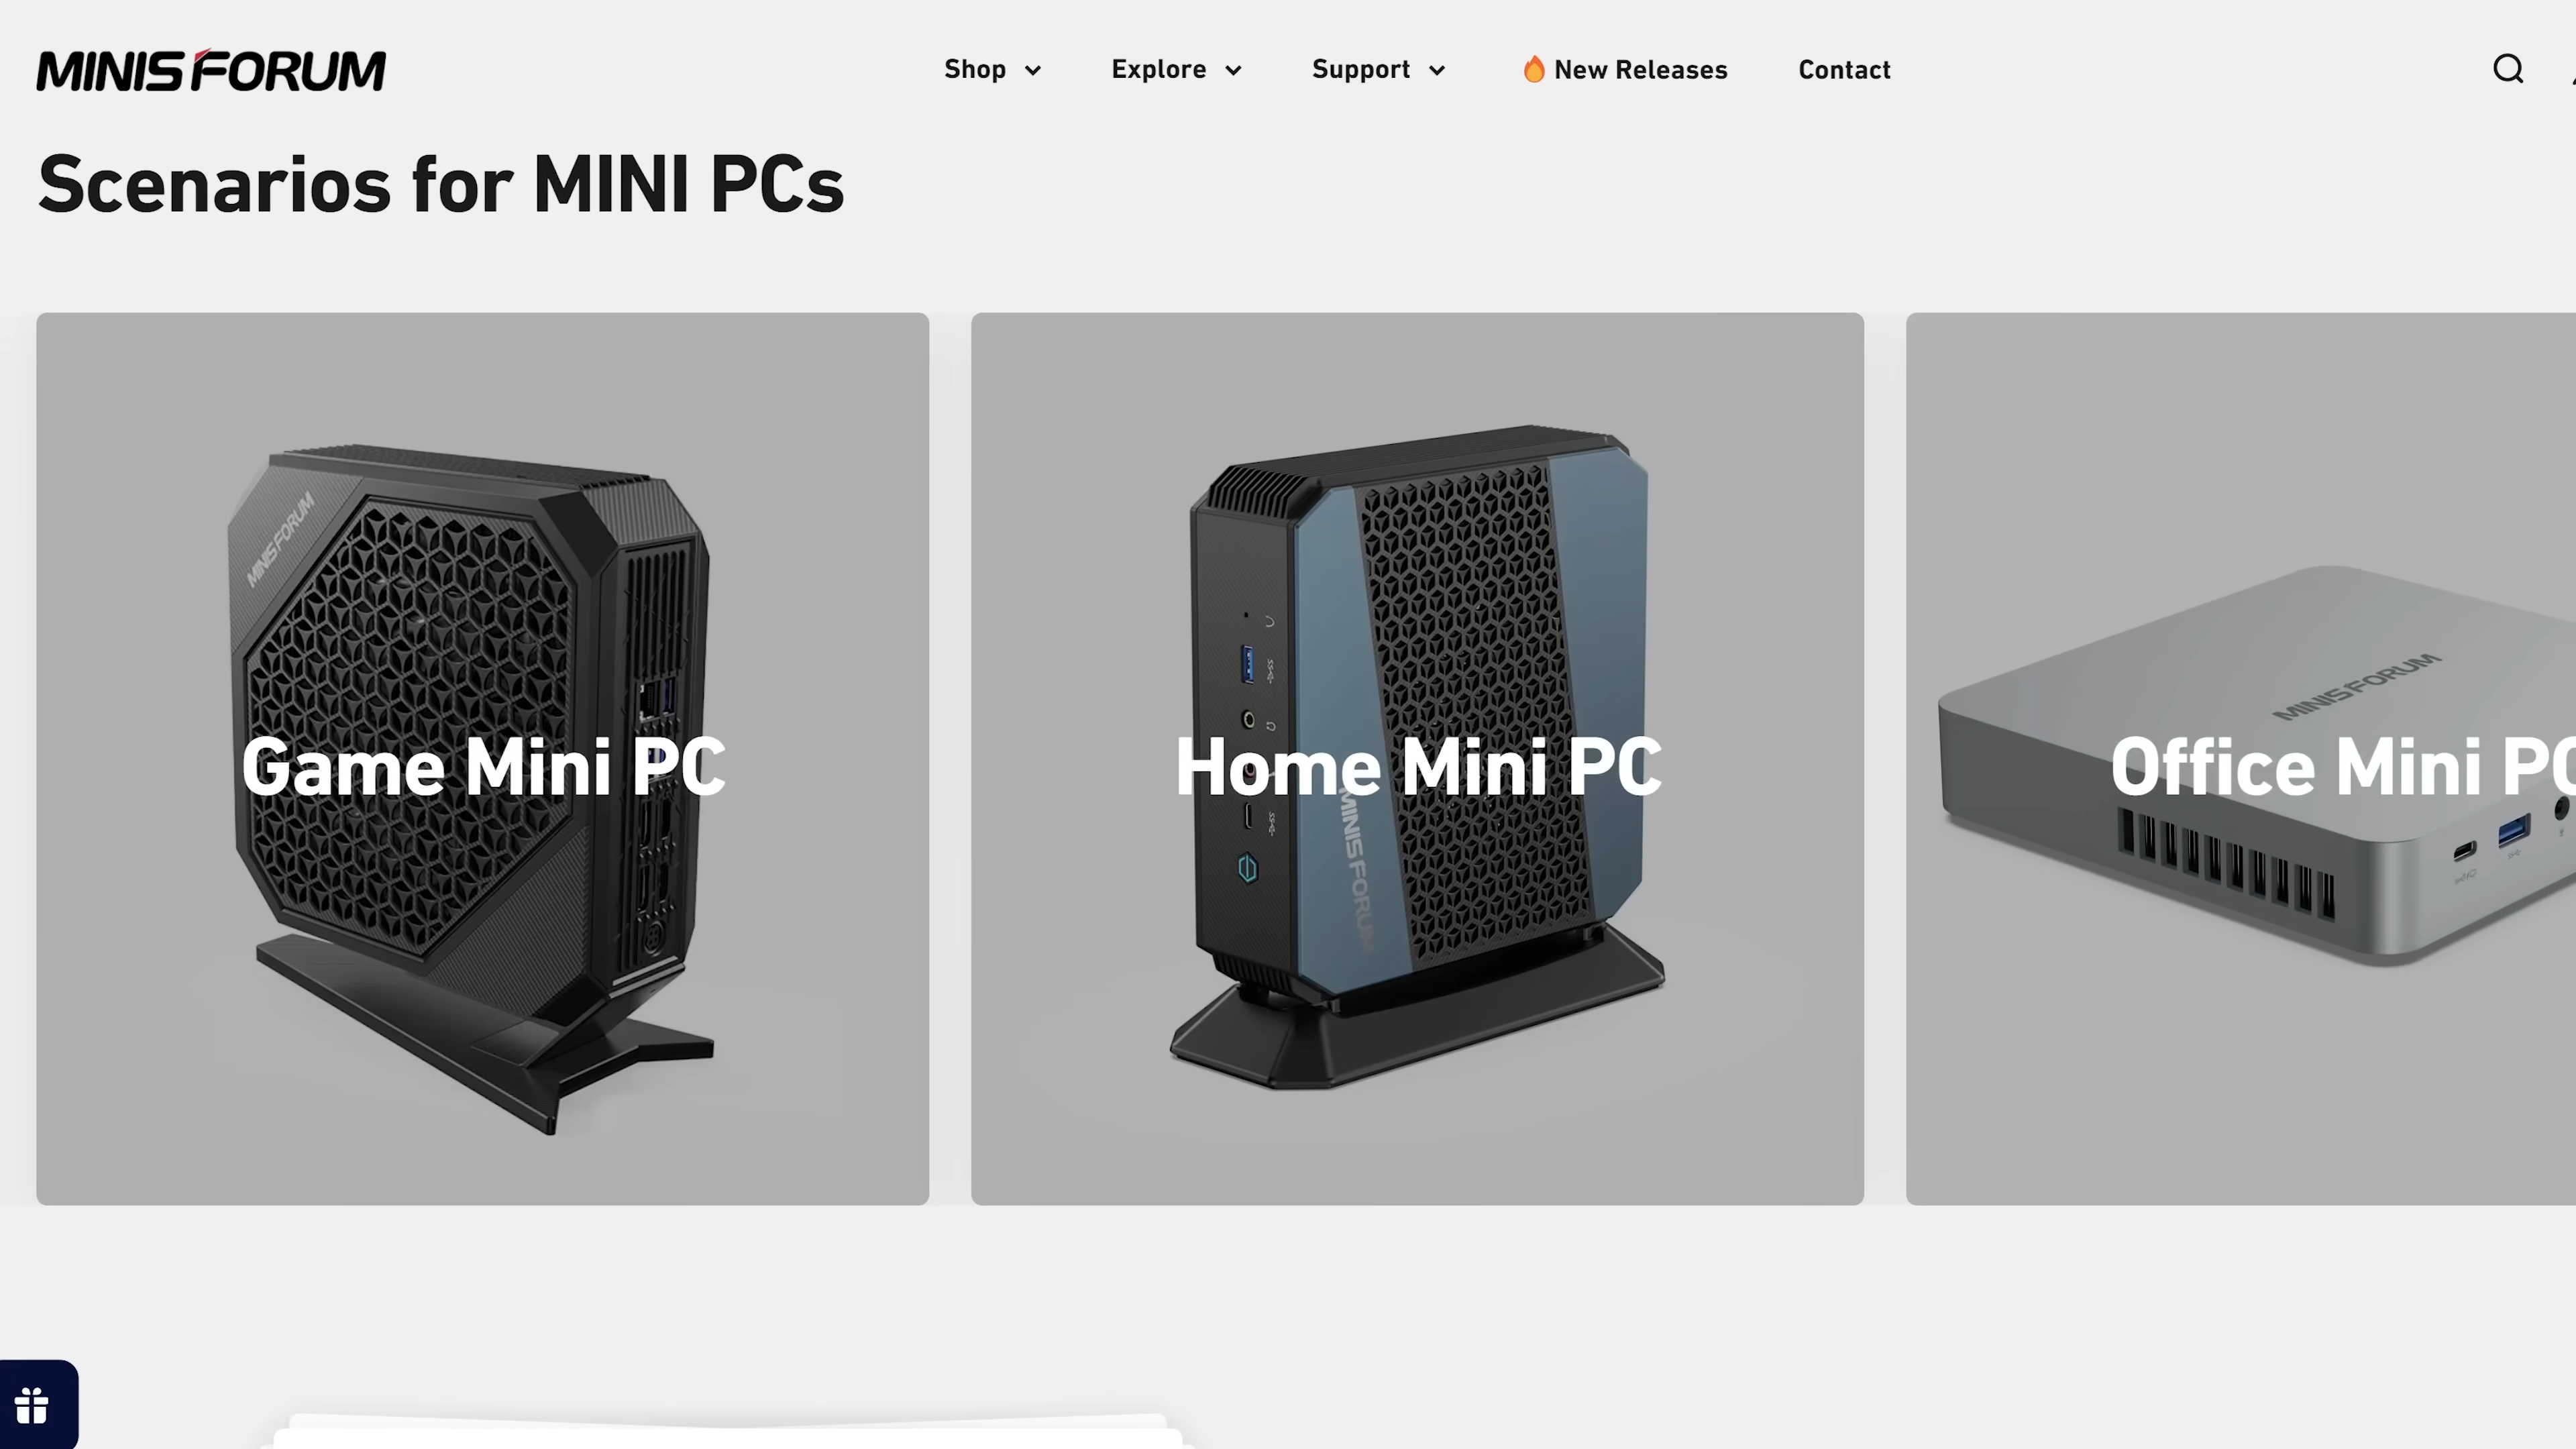 MINISFORUM
Shop
Explore
Support
New Releases
Contact
Scenarios for MINI PCs
MINISFORUM
Game Mini PC
MINISFORUM
Home Mini PC
MINISFORUM
Office Mini PC